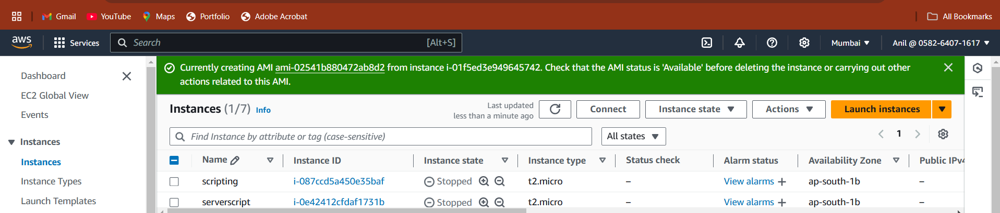 Gmail YouTube Maps Portfolio Adobe Acrobat All Bookmarks
aws Services Search [Alt+S] Mumbai Anil @ 0582-6407-1617
Currently creating AMI ami-02541b880472ab8d2 from instance i-01f5ed3e949645742. Check that the AMI status is 'Available' before deleting the instance or carrying out other
actions related to this AMI.
Dashboard
EC2 Global View
Events
Instances
Instances
Instance Types
Launch Templates
Instances (1/7) Info
Last updated
less than a minute ago
Connect Instance state Actions Launch instances
Find Instance by attribute or tag (case-sensitive) All states 1
Name Instance ID Instance state Instance type Status check Alarm status Availability Zone Public IPv4
scripting i-087ccd5a450e35baf Stopped t2.micro – View alarms + ap-south-1b –
serverscript i-0e42412cfdaf1731b Stopped t2.micro – View alarms + ap-south-1b –